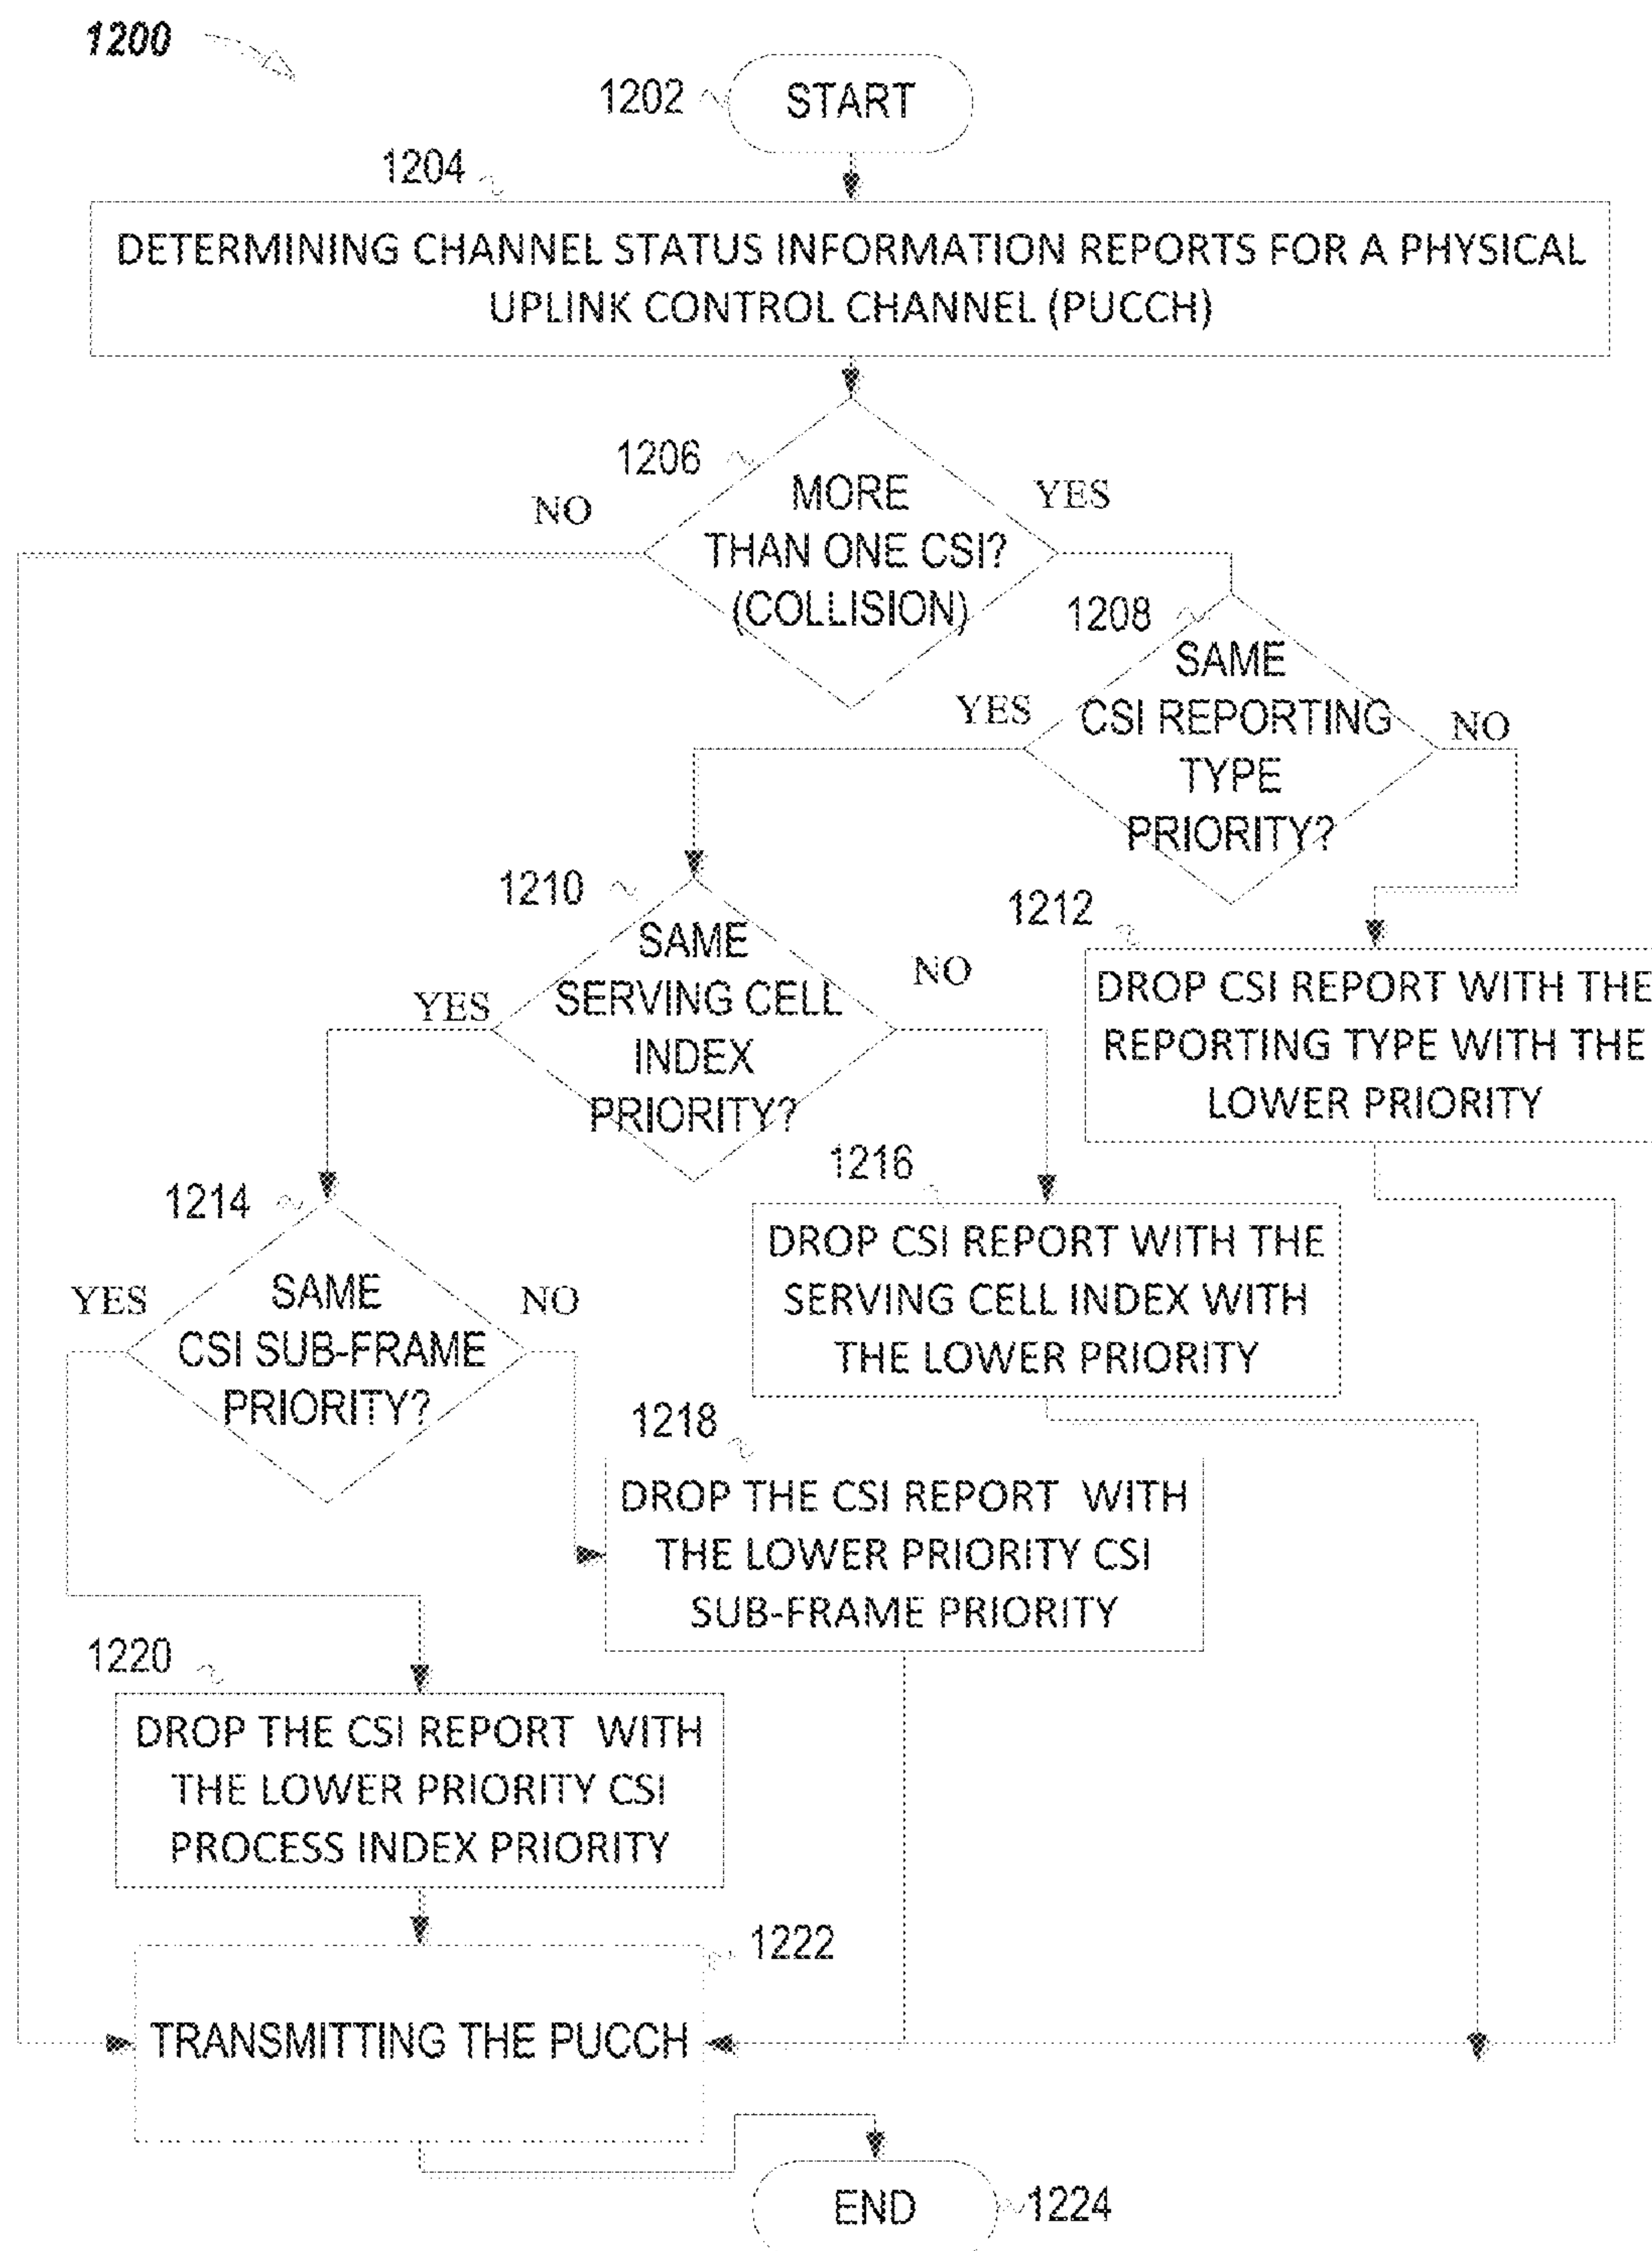 1200
1202
START
1204
DETERMINING CHANNEL STATUS INFORMATION REPORTS FOR A PHYSICAL
UPLINK CONTROL CHANNEL (PUCCH)
1206
NO
YES
MORE
THAN ONE CSI?
(COLLISION)
1208
YES
NO
SAME
CSI REPORTING
TYPE
PRIORITY?
1210
YES
NO
SAME
SERVING CELL
INDEX
PRIORITY?
1212
DROP CSI REPORT WITH THE
REPORTING TYPE WITH THE
LOWER PRIORITY
1214
YES
NO
SAME
CSI SUB-FRAME
PRIORITY?
1216
DROP CSI REPORT WITH THE
SERVING CELL INDEX WITH
THE LOWER PRIORITY
1218
DROP THE CSI REPORT WITH
THE LOWER PRIORITY CSI
SUB-FRAME PRIORITY
1220
DROP THE CSI REPORT WITH
THE LOWER PRIORITY CSI
PROCESS INDEX PRIORITY
1222
TRANSMITTING THE PUCCH
END
1224